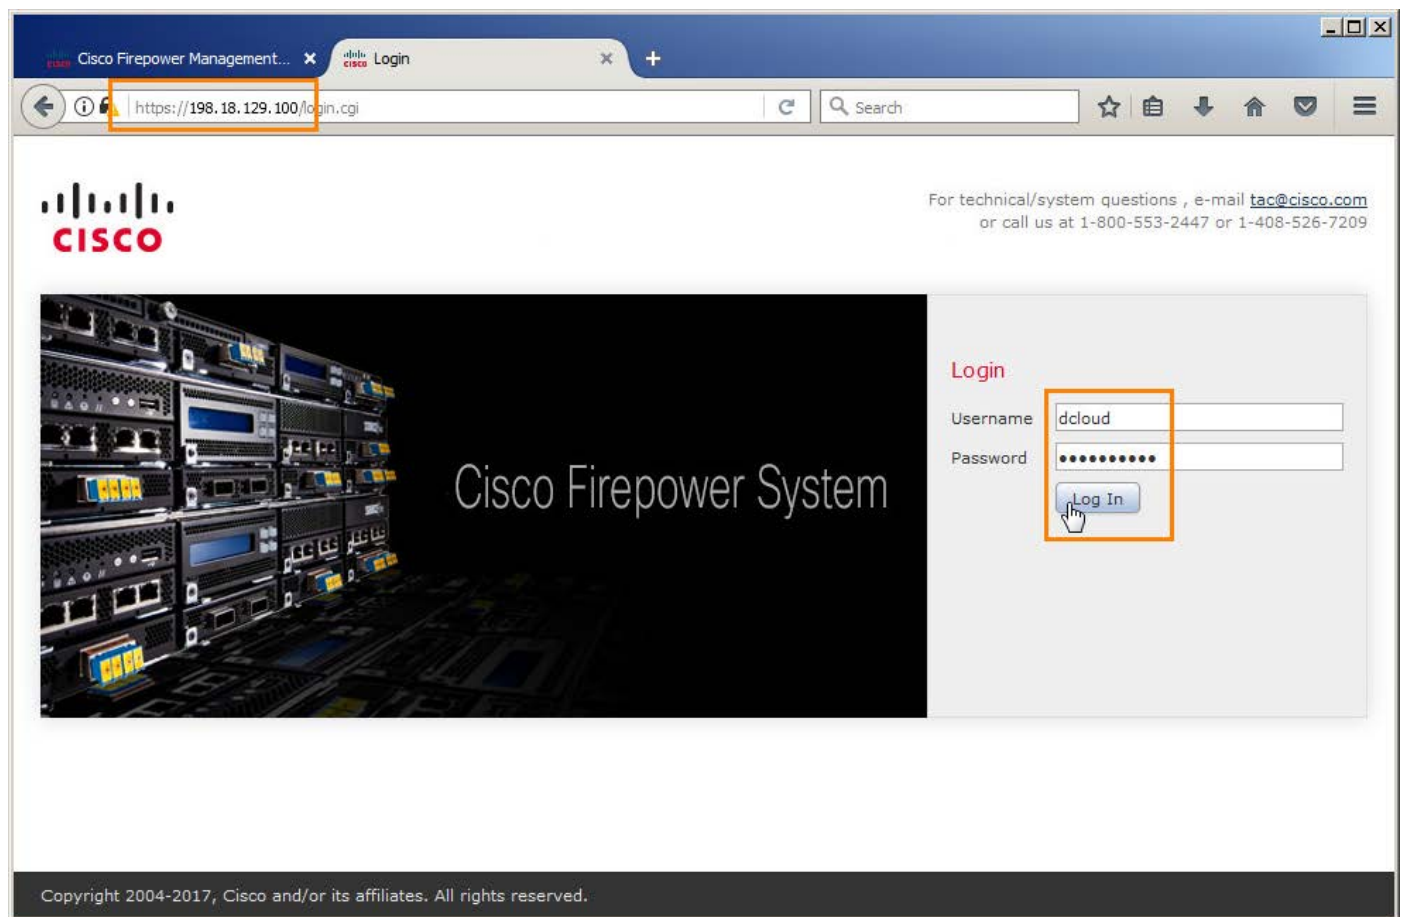 Cisco Firepower Management...
Login
https://198.18.129.100/login.cgi
Search
CISCO
For technical/system questions , e-mail tac@cisco.com
or call us at 1-800-553-2447 or 1-408-526-7209
Cisco Firepower System
Login
Username dcloud
Password ••••••••••
Log In
Copyright 2004-2017, Cisco and/or its affiliates. All rights reserved.